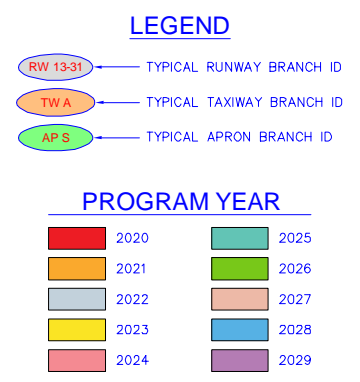 LEGEND
RW 13-31 TYPICAL RUNWAY BRANCH ID
TW A TYPICAL TAXIWAY BRANCH ID
AP S TYPICAL APRON BRANCH ID
PROGRAM YEAR
2020 2025
2021 2026
2022 2027
2023 2028
2024 2029